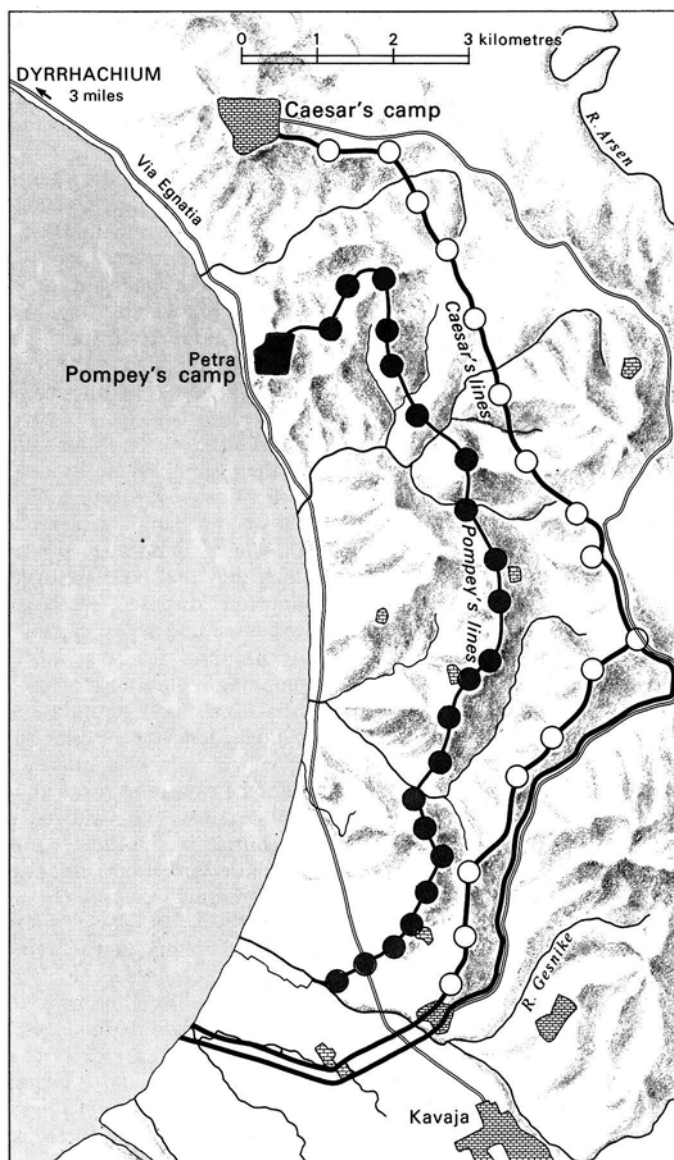 0 1 2 3 kilometres
DYRRHACHIUM
3 miles
Caesar's camp
R. Arsen
Via Egnatia
Caesar's lines
Petra
Pompey's camp
Pompey's lines
R. Gesnike
Kavaja